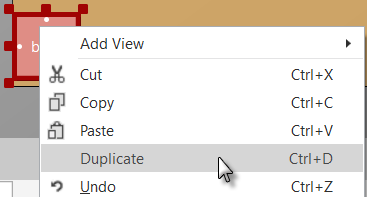 b
Add View
Cut Ctrl+X
Copy Ctrl+C
Paste Ctrl+V
Duplicate Ctrl+D
Undo Ctrl+Z